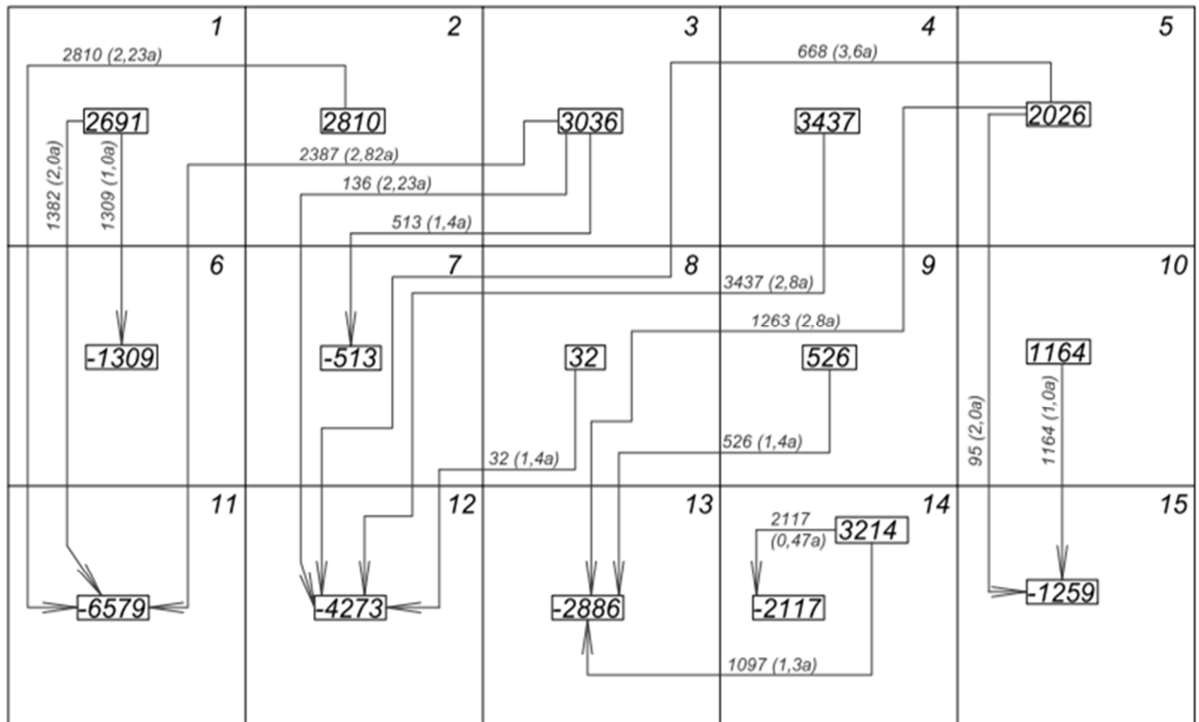 1
2
3
4
5
2810 (2,23a)
668 (3,6a)
2691
2810
3036
3437
2026
1382 (2,0a)
1309 (1,0a)
2387 (2,82a)
136 (2,23a)
513 (1,4a)
6
7
8
9
10
3437 (2,8a)
1263 (2,8a)
-1309
-513
32
526
1164
95 (2,0a)
1164 (1,0a)
526 (1,4a)
32 (1,4a)
11
12
13
14
15
2117
(0,47a)
3214
-6579
-4273
-2886
-2117
-1259
1097 (1,3a)